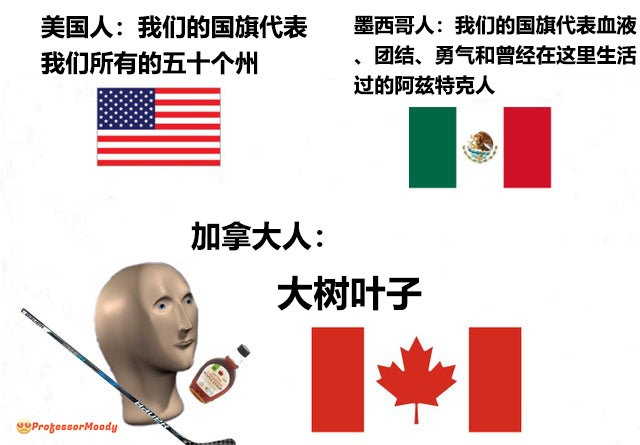 美国人：我们的国旗代表
我们所有的五十个州
墨西哥人：我们的国旗代表血液
、团结、勇气和曾经在这里生活
过的阿兹特克人
加拿大人：
大树叶子
BAUER
ProfessorMoody